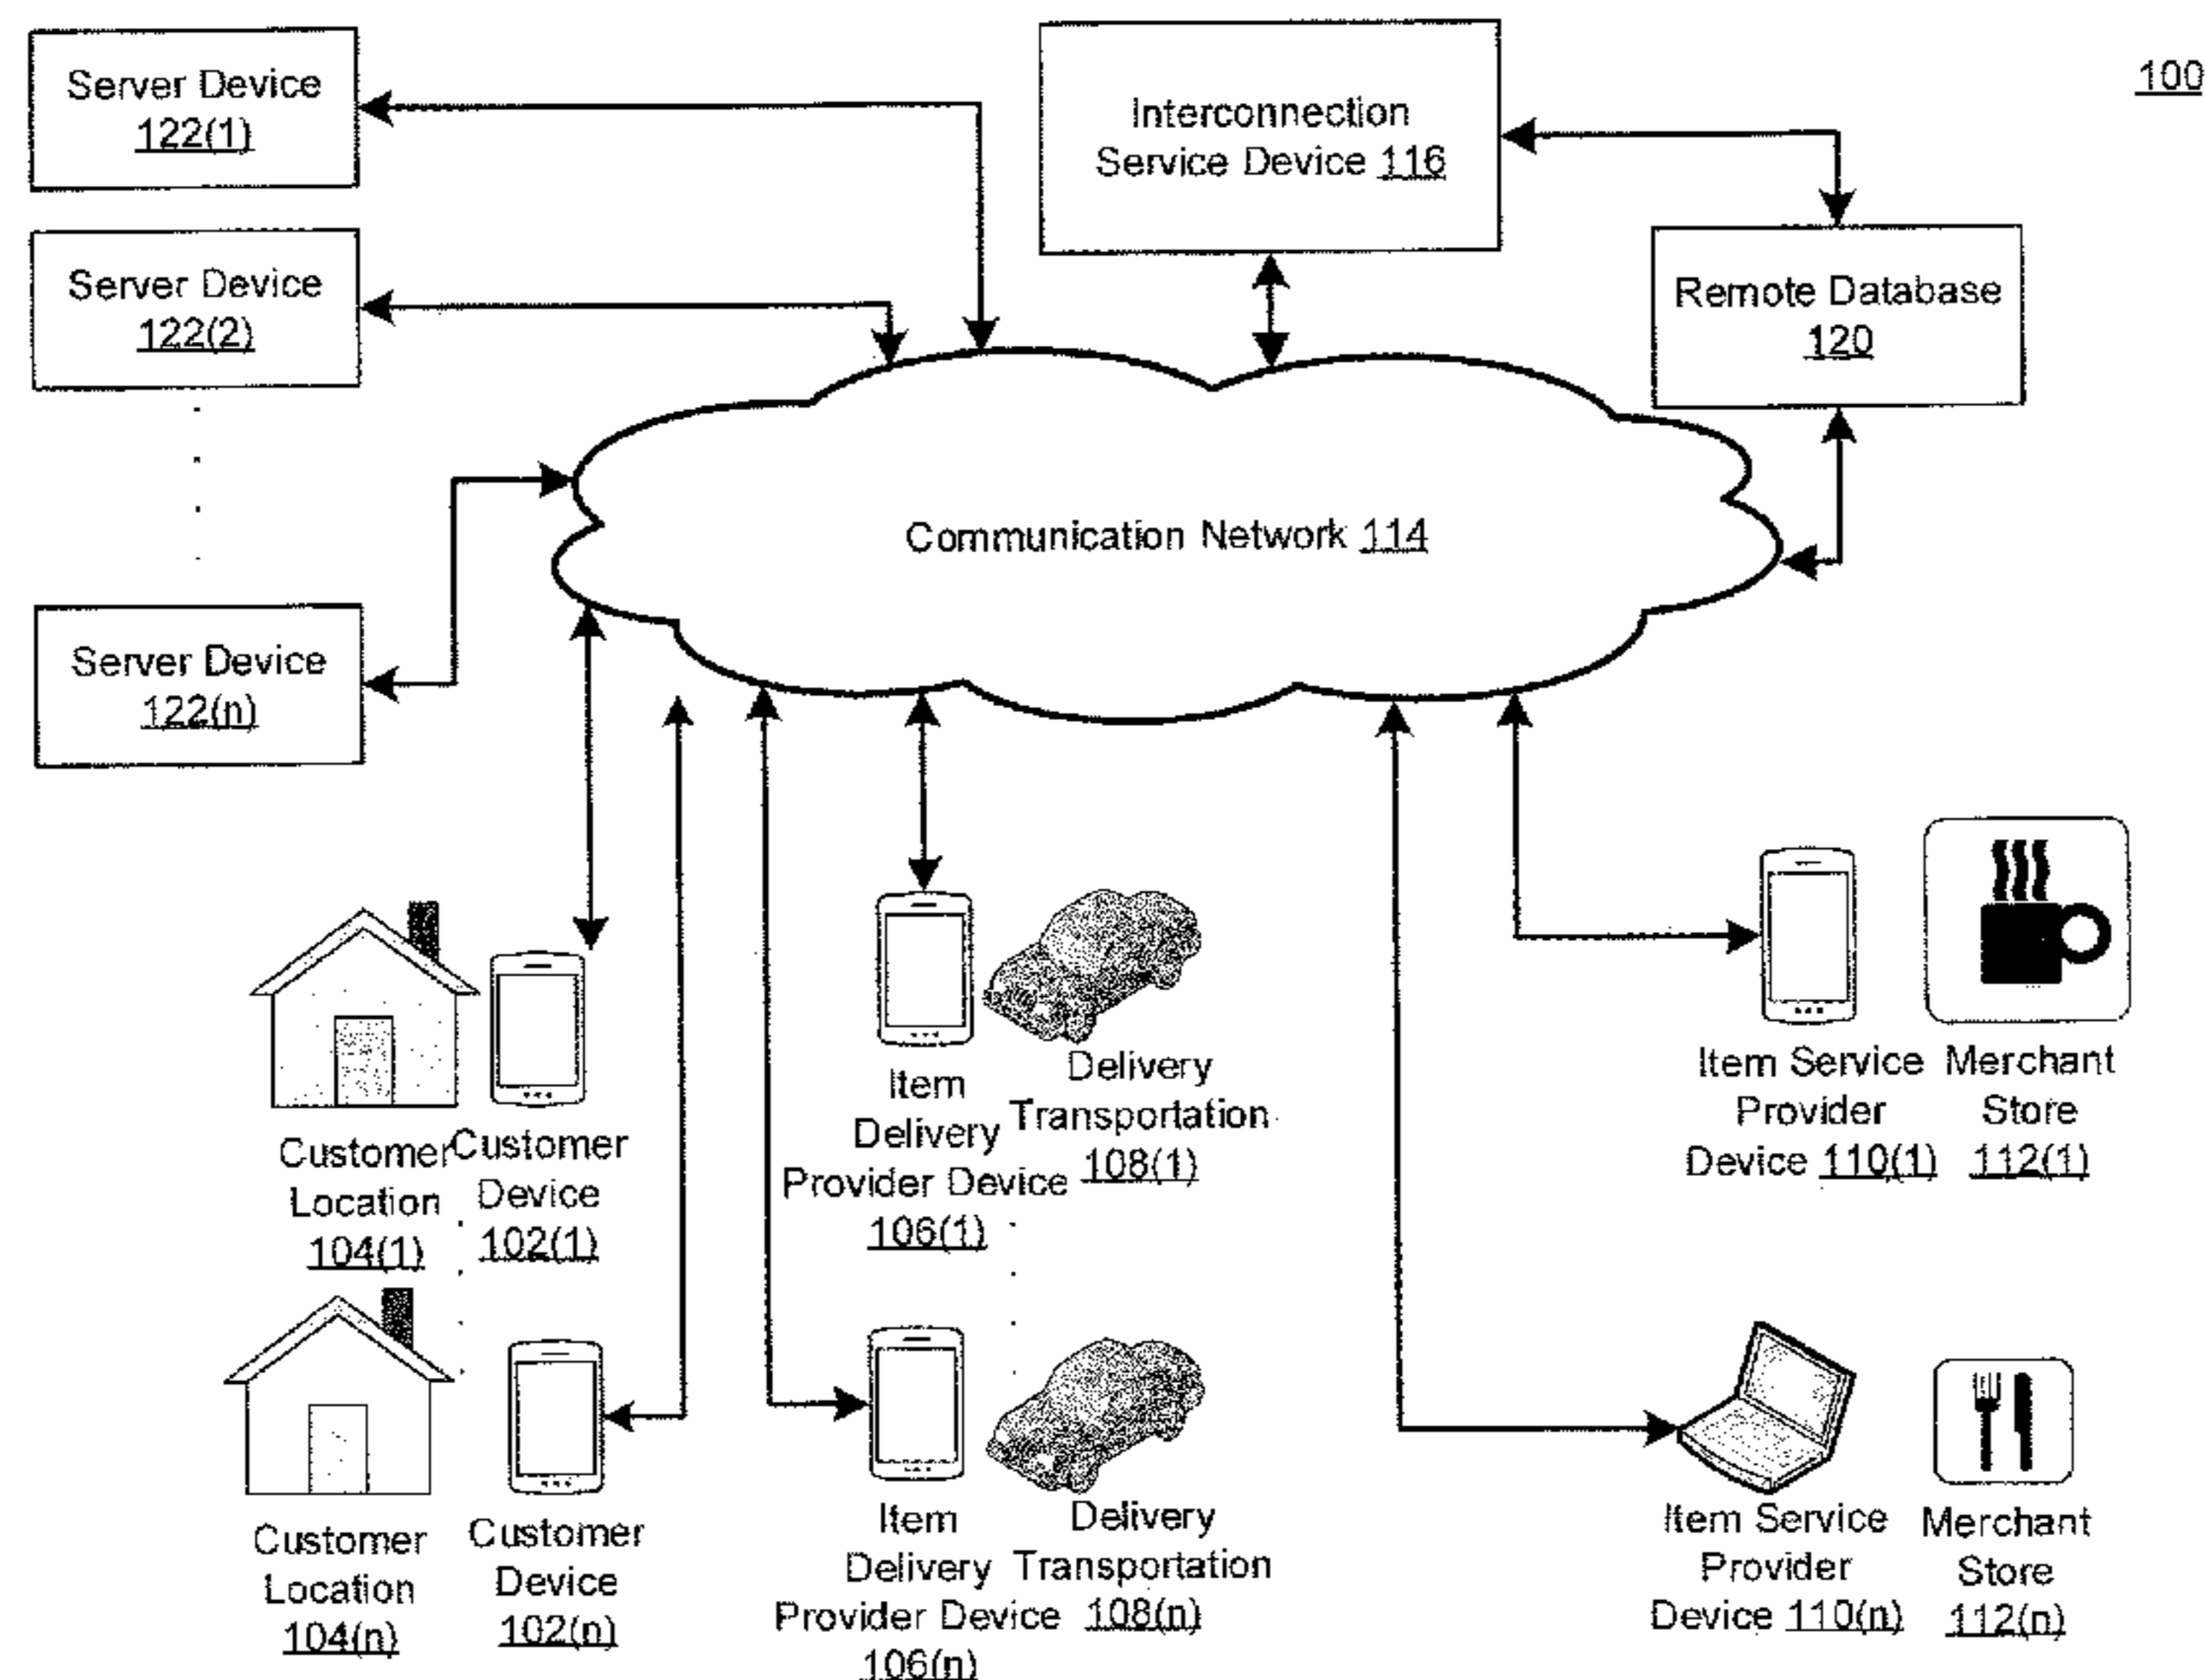 100
Server Device
122(1)
Interconnection
Service Device 116
Server Device
122(2)
Remote Database
120
Communication Network 114
Server Device
122(n)
Customer
Location
104(1)
Customer
Device
102(1)
Item
Delivery
Provider Device
106(1)
Delivery
Transportation
108(1)
Item Service
Provider
Device 110(1)
Merchant
Store
112(1)
Customer
Location
104(n)
Customer
Device
102(n)
Item
Delivery
Provider Device
106(n)
Delivery
Transportation
108(n)
Item Service
Provider
Device 110(n)
Merchant
Store
112(n)